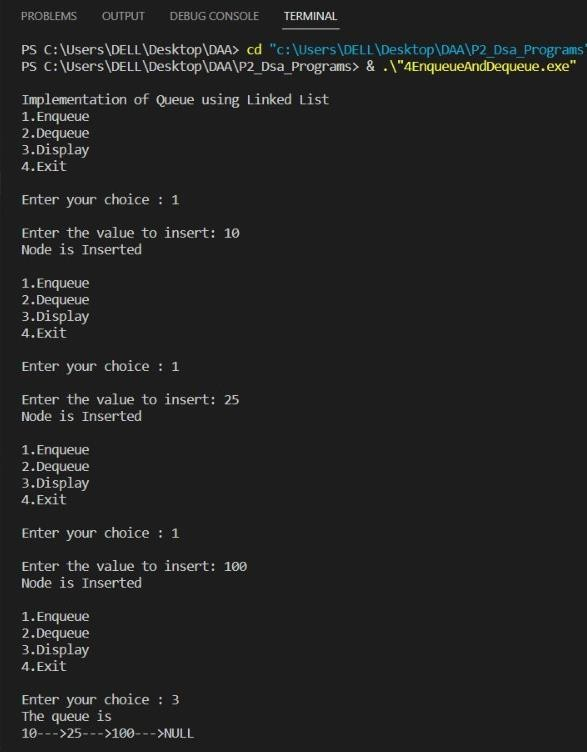 PROBLEMS OUTPUT DEBUG CONSOLE TERMINAL
PS C:\Users\DELL\Desktop\DAA> cd "c:\Users\DELL\Desktop\DAA\P2_Dsa_Programs"
PS C:\Users\DELL\Desktop\DAA\P2_Dsa_Programs> & .\"4EnqueueAndDequeue.exe"
Implementation of Queue using Linked List
1.Enqueue
2.Dequeue
3.Display
4.Exit
Enter your choice : 1
Enter the value to insert: 10
Node is Inserted
1.Enqueue
2.Dequeue
3.Display
4.Exit
Enter your choice : 1
Enter the value to insert: 25
Node is Inserted
1.Enqueue
2.Dequeue
3.Display
4.Exit
Enter your choice : 1
Enter the value to insert: 100
Node is Inserted
1.Enqueue
2.Dequeue
3.Display
4.Exit
Enter your choice : 3
The queue is
10--->25--->100--->NULL